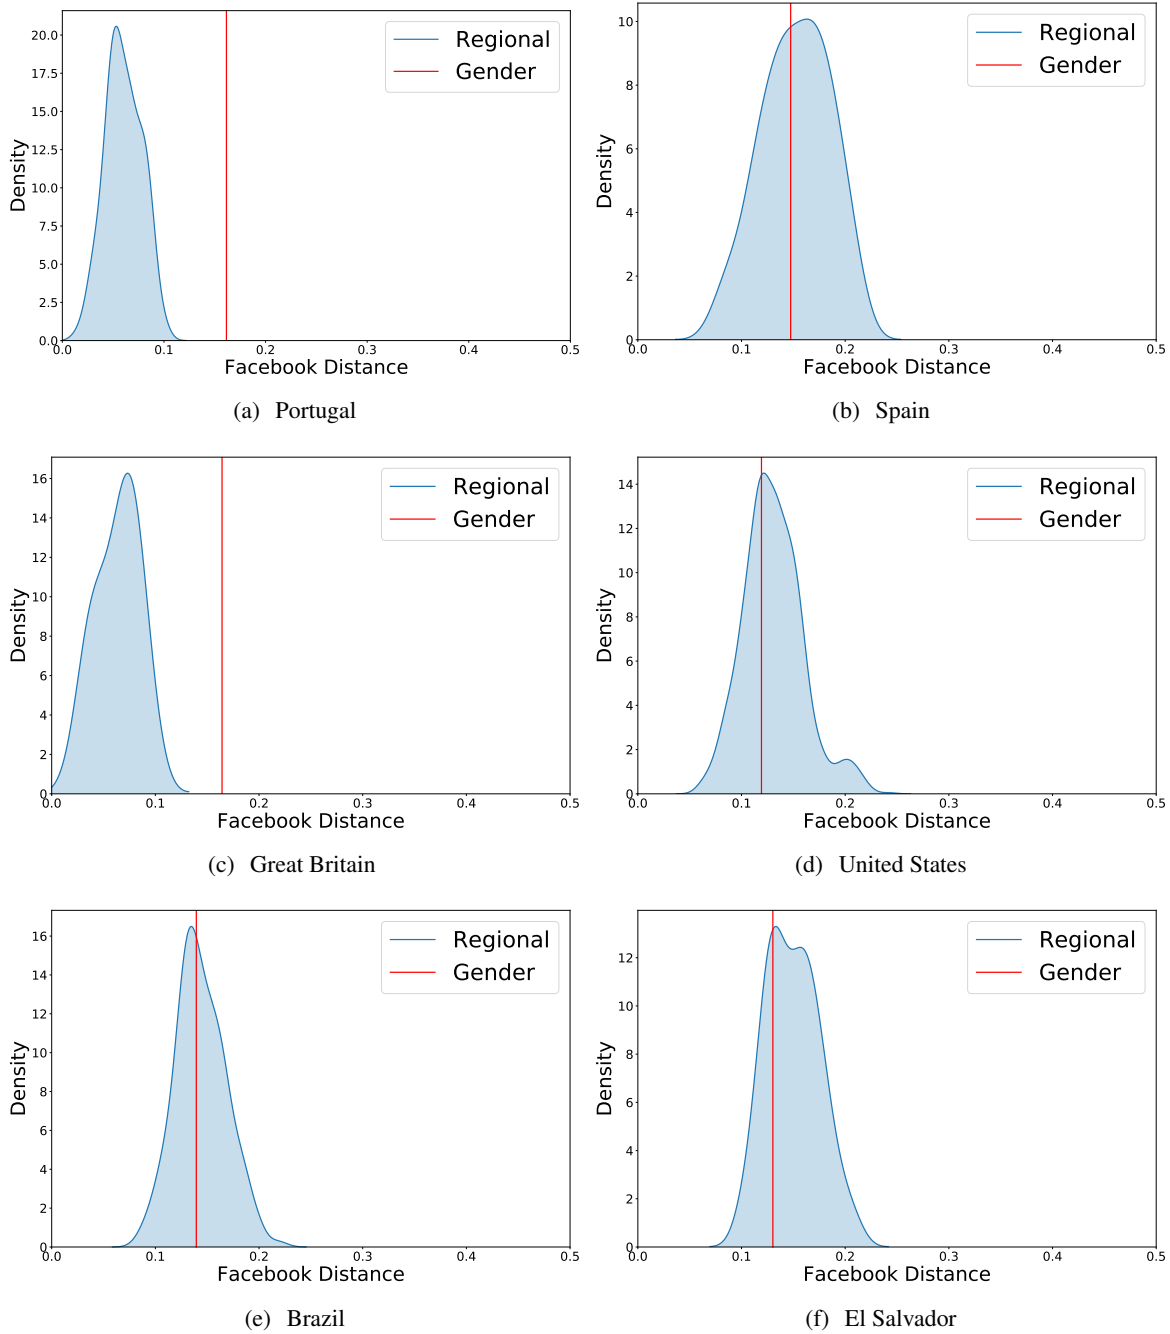 20.0
17.5
15.0
12.5
10.0
7.5
5.0
2.5
0.0
Density
0.0 0.1 0.2 0.3 0.4 0.5
Facebook Distance
Regional
Gender
(a) Portugal
10
8
6
4
2
0
Density
0.0 0.1 0.2 0.3 0.4 0.5
Facebook Distance
Regional
Gender
(b) Spain
16
14
12
10
8
6
4
2
0
Density
0.0 0.1 0.2 0.3 0.4 0.5
Facebook Distance
Regional
Gender
(c) Great Britain
14
12
10
8
6
4
2
0
Density
0.0 0.1 0.2 0.3 0.4 0.5
Facebook Distance
Regional
Gender
(d) United States
16
14
12
10
8
6
4
2
0
Density
0.0 0.1 0.2 0.3 0.4 0.5
Facebook Distance
Regional
Gender
(e) Brazil
12
10
8
6
4
2
0
Density
0.0 0.1 0.2 0.3 0.4 0.5
Facebook Distance
Regional
Gender
(f) El Salvador